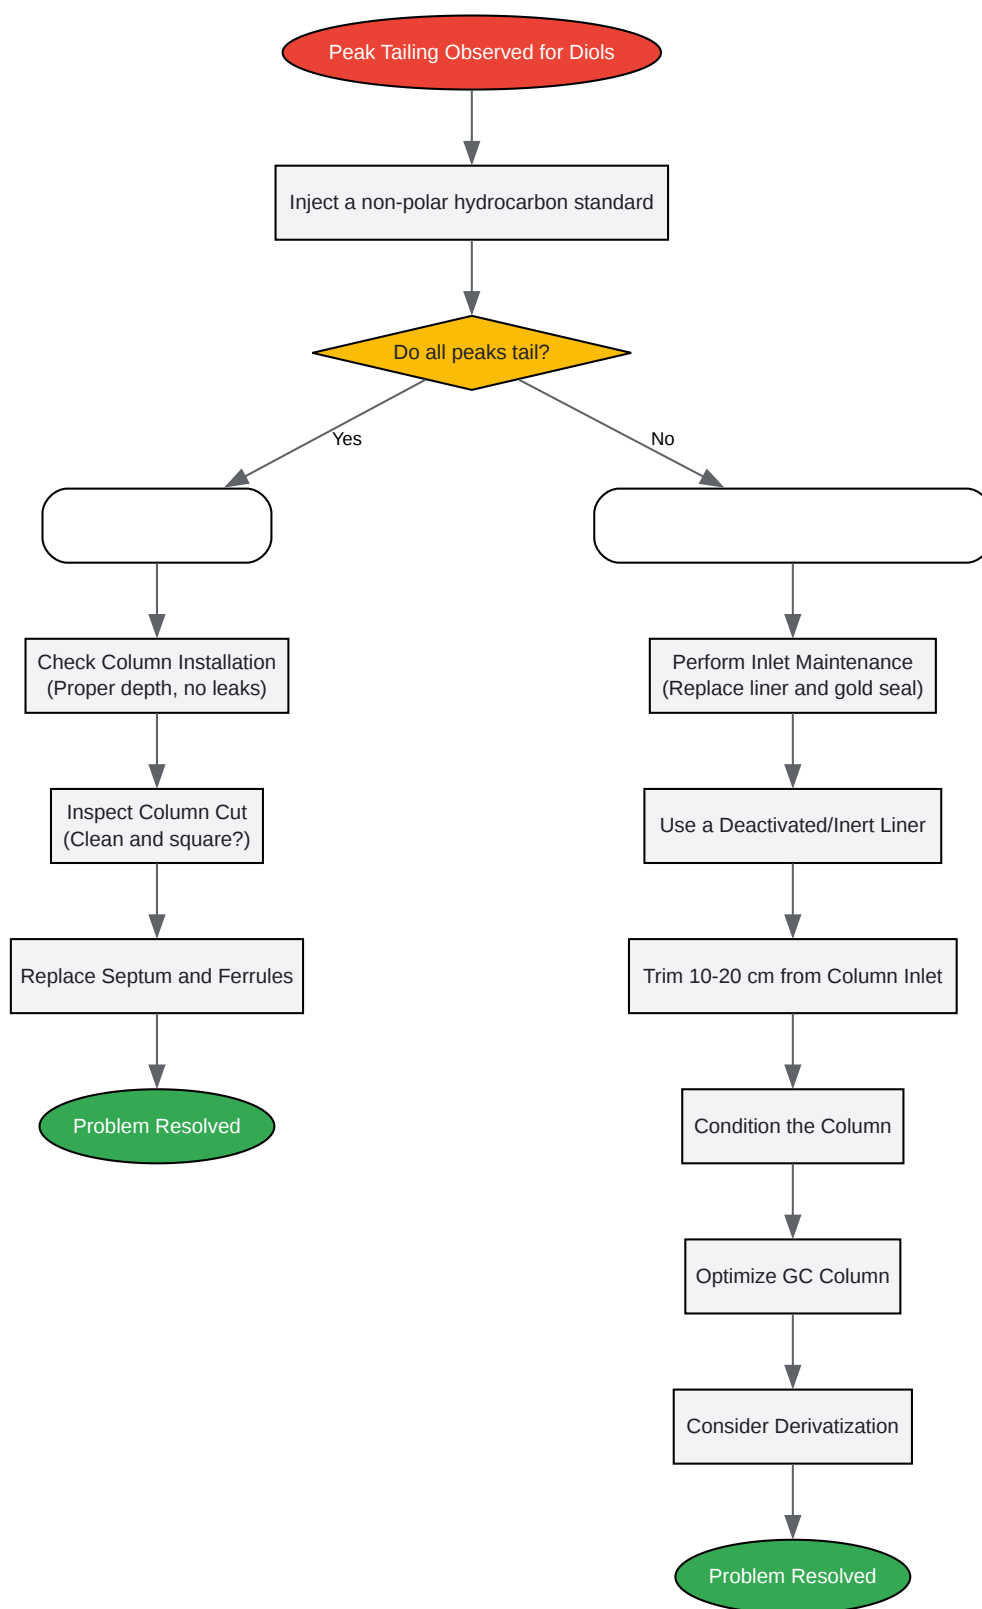 Peak Tailing Observed for Diols
Inject a non-polar hydrocarbon standard
Do all peaks tail?
Yes
No
Check Column Installation
(Proper depth, no leaks)
Inspect Column Cut
(Clean and square?)
Replace Septum and Ferrules
Problem Resolved
Perform Inlet Maintenance
(Replace liner and gold seal)
Use a Deactivated/Inert Liner
Trim 10-20 cm from Column Inlet
Condition the Column
Optimize GC Column
Consider Derivatization
Problem Resolved